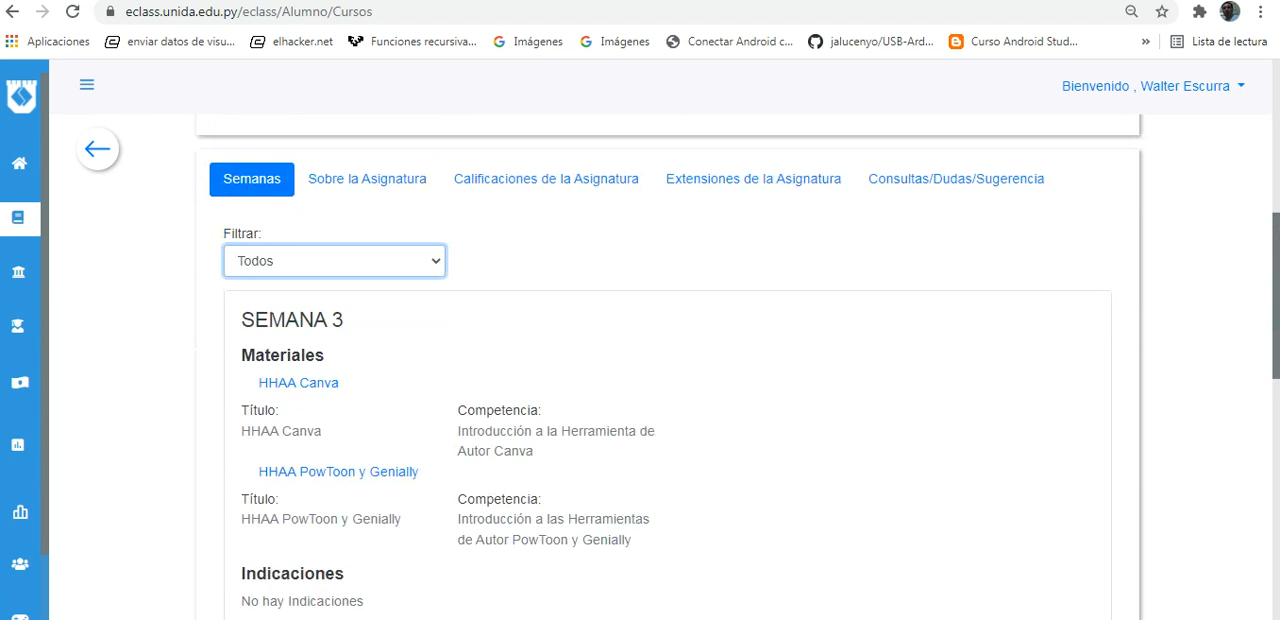 eclass.unida.edu.py/eclass/Alumno/Cursos
Aplicaciones enviar datos de visu... elhacker.net Funciones recursiva... Imágenes Imágenes Conectar Android c... jalucenyo/USB-Ard... Curso Android Stud... » Lista de lectura
Bienvenido , Walter Escurra
Semanas Sobre la Asignatura Calificaciones de la Asignatura Extensiones de la Asignatura Consultas/Dudas/Sugerencia
Filtrar:
Todos
SEMANA 3
Materiales
HHAA Canva
Título: Competencia:
HHAA Canva Introducción a la Herramienta de
Autor Canva
HHAA PowToon y Genially
Título: Competencia:
HHAA PowToon y Genially Introducción a las Herramientas
de Autor PowToon y Genially
Indicaciones
No hay Indicaciones